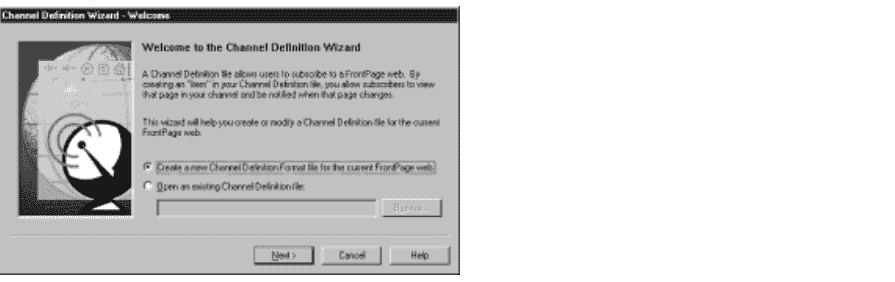 Channel Definition Wizard - Welcome
Welcome to the Channel Definition Wizard
A Channel Definition file allows users to subscribe to a FrontPage web. By
creating an "item" in your Channel Definition file, you allow subscribers to view
that page in your channel and be notified when that page changes.
This wizard will help you create or modify a Channel Definition file for the current
FrontPage web.
Create a new Channel Definition Format file for the current FrontPage web.
Open an existing Channel Definition file:
Browse...
Next > Cancel Help